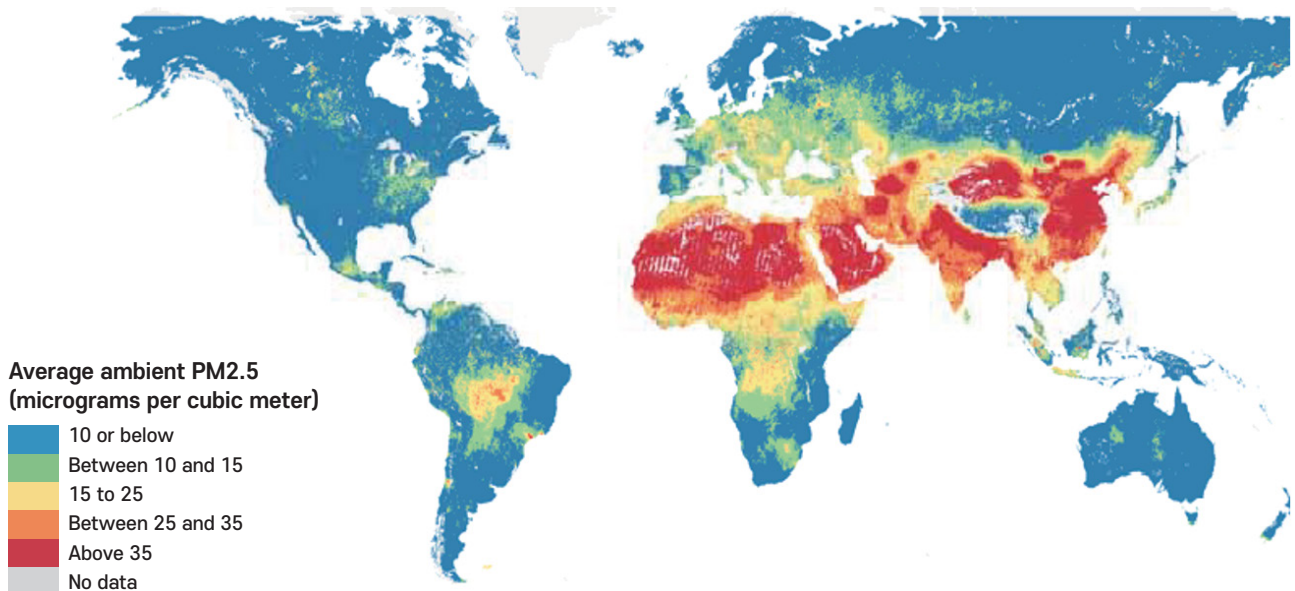 Average ambient PM2.5
(micrograms per cubic meter)
10 or below
Between 10 and 15
15 to 25
Between 25 and 35
Above 35
No data